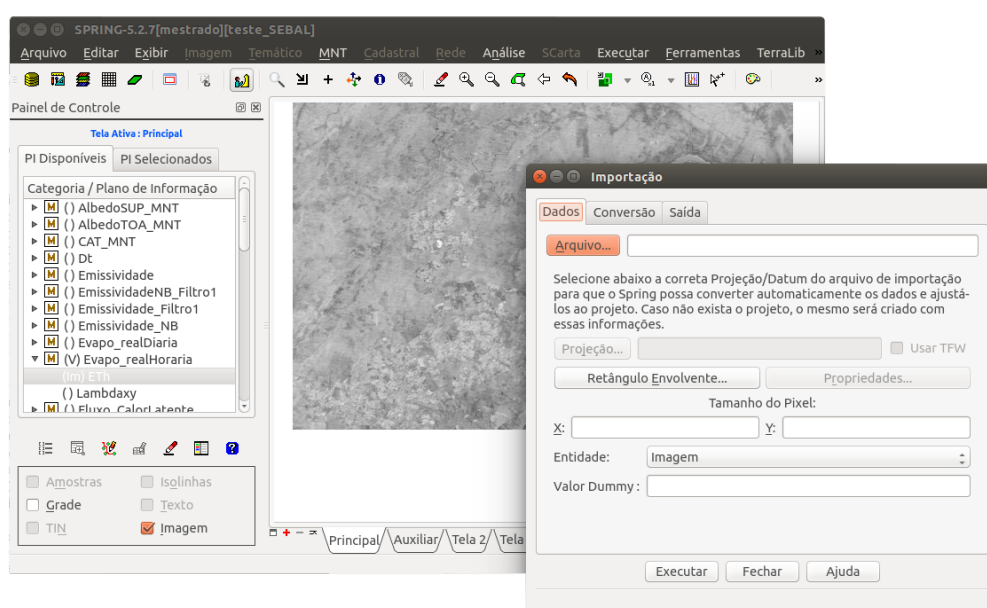 SPRING-5.2.7[mestrado][teste_SEBAL]
Arquivo Editar Exibir Imagem Temático MNT Cadastral Rede Análise SCarta Executar Ferramentas TerraLib »
»
Painel de Controle
Tela Ativa : Principal
PI Disponíveis PI Selecionados
Categoria / Plano de Informação
M () AlbedoSUP_MNT
M () AlbedoTOA_MNT
M () CAT_MNT
M () Dt
M () Emissividade
M () EmissividadeNB_Filtro1
M () Emissividade_Filtro1
M () Emissividade_NB
M () Evapo_realDiaria
M (V) Evapo_realHoraria
(Im) ETh
() Lambdaxy
M () Fluxo_CalorLatente
Amostras Isolinhas
Grade Texto
TIN Imagem
Principal Auxiliar Tela 2 Tela
Importação
Dados Conversão Saída
Arquivo...
Selecione abaixo a correta Projeção/Datum do arquivo de importação
para que o Spring possa converter automaticamente os dados e ajustá-
los ao projeto. Caso não exista o projeto, o mesmo será criado com
essas informações.
Projeção... Usar TFW
Retângulo Envolvente... Propriedades...
Tamanho do Pixel:
X: Y:
Entidade: Imagem
Valor Dummy :
Executar Fechar Ajuda